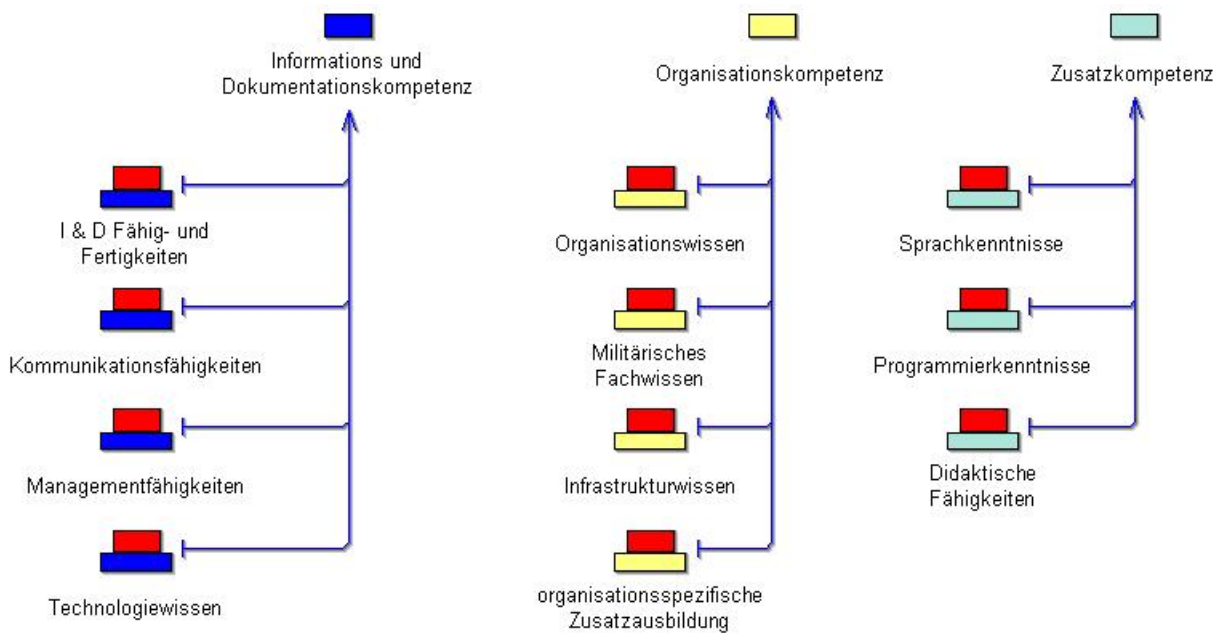 Informations und
Dokumentationskompetenz
I & D Fähig- und
Fertigkeiten
Kommunikationsfähigkeiten
Managementfähigkeiten
Technologiewissen
Organisationskompetenz
Organisationswissen
Militärisches
Fachwissen
Infrastrukturwissen
organisationsspezifische
Zusatzausbildung
Zusatzkompetenz
Sprachkenntnisse
Programmierkenntnisse
Didaktische
Fähigkeiten